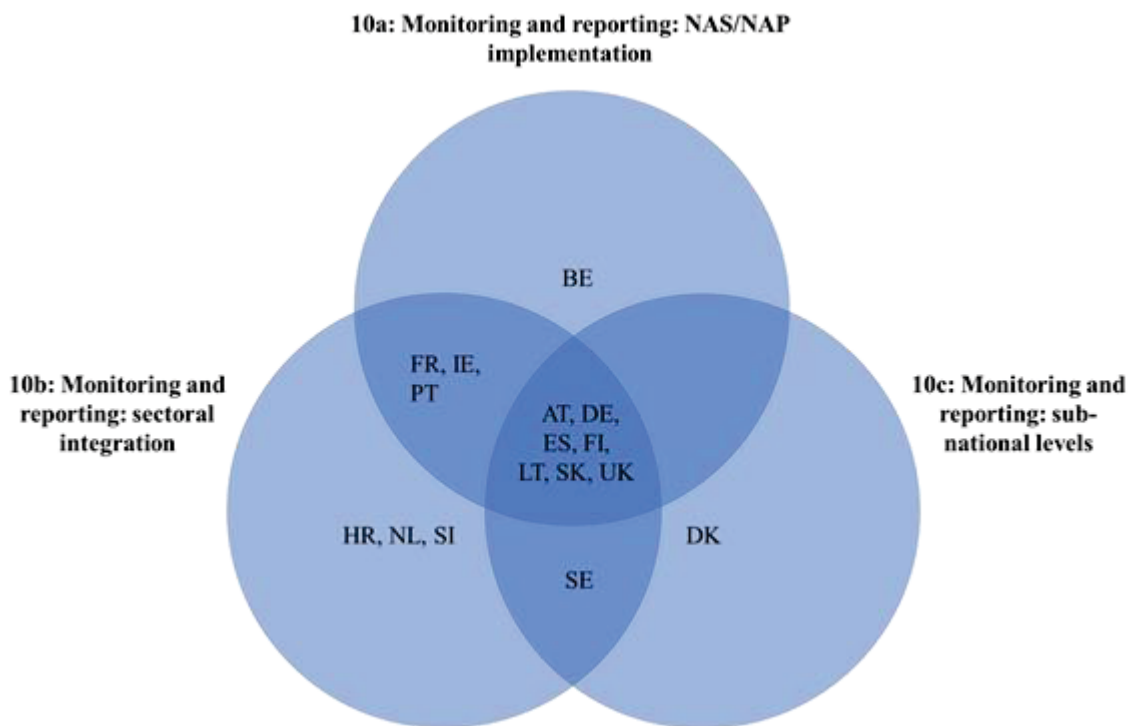 10a: Monitoring and reporting: NAS/NAP
implementation
BE
FR, IE,
PT
10b: Monitoring and
reporting: sectoral
integration
10c: Monitoring and
reporting: sub-
national levels
AT, DE,
ES, FI,
LT, SK, UK
HR, NL, SI
DK
SE